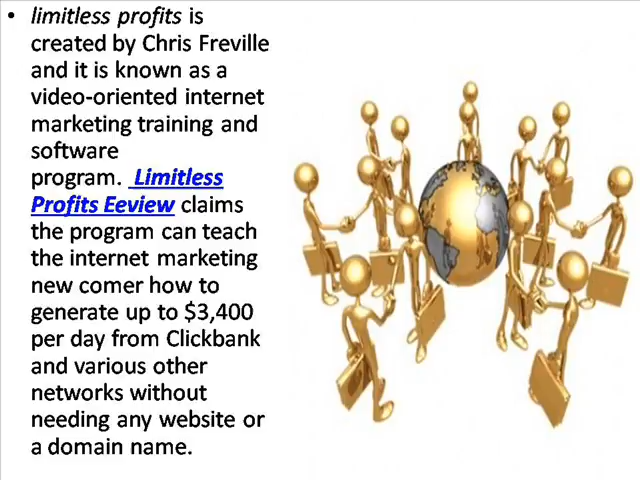 • limitless profits is
created by Chris Freville
and it is known as a
video-oriented internet
marketing training and
software
program. Limitless
Profits Eeview claims
the program can teach
the internet marketing
new comer how to
generate up to $3,400
per day from Clickbank
and various other
networks without
needing any website or
a domain name.